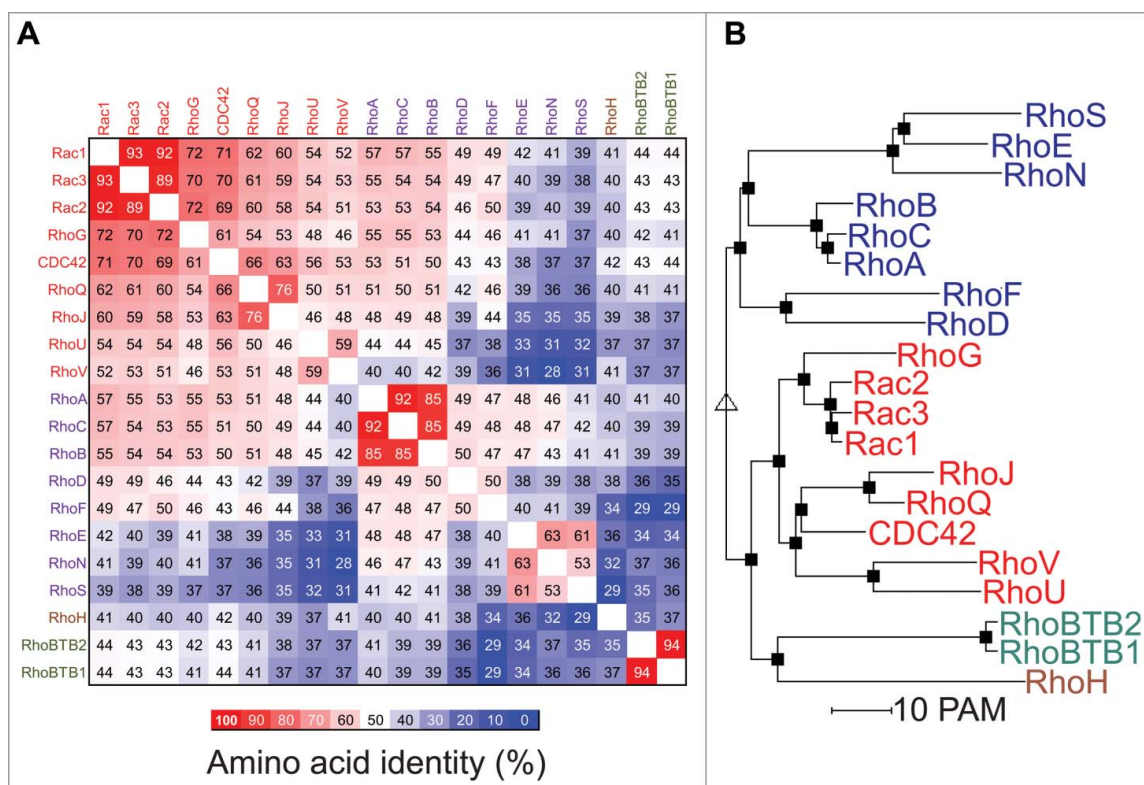 A
Rac1 Rac3 Rac2 RhoG CDC42 RhoQ RhoJ RhoU RhoV RhoA RhoC RhoB RhoD RhoF RhoE RhoN RhoS RhoH RhoBTB2 RhoBTB1
Rac1 93 92 72 71 62 60 54 52 57 57 55 49 49 42 41 39 41 44 44
Rac3 93 89 70 70 61 59 54 53 55 54 54 49 47 40 39 38 40 43 43
Rac2 92 89 72 69 60 58 54 51 53 53 54 46 50 39 40 39 40 43 43
RhoG 72 70 72 61 54 53 48 46 55 55 53 44 46 41 41 37 40 42 41
CDC42 71 70 69 61 66 63 56 53 53 51 50 43 43 38 37 37 42 43 44
RhoQ 62 61 60 54 66 76 50 51 51 50 51 42 46 39 36 36 40 41 41
RhoJ 60 59 58 53 63 76 46 48 48 49 48 39 44 35 35 35 39 38 37
RhoU 54 54 54 48 56 50 46 59 44 44 45 37 38 33 31 32 37 37 37
RhoV 52 53 51 46 53 51 48 59 40 40 42 39 36 31 28 31 41 37 37
RhoA 57 55 53 55 53 51 48 44 40 92 85 49 47 48 46 41 40 41 40
RhoC 57 54 53 55 51 50 49 44 40 92 85 49 48 48 47 42 40 39 39
RhoB 55 54 54 53 50 51 48 45 42 85 85 50 47 47 43 41 41 39 39
RhoD 49 49 46 44 43 42 39 37 39 49 49 50 50 38 39 38 38 36 35
RhoF 49 47 50 46 43 46 44 38 36 49 48 47 50 40 41 39 34 29 29
RhoE 42 40 39 41 38 39 35 33 31 48 48 47 38 40 63 61 36 34 34
RhoN 41 39 40 41 37 36 35 31 28 46 47 43 39 41 63 53 32 37 36
RhoS 39 38 39 37 37 36 35 32 31 41 42 41 38 39 61 53 29 35 36
RhoH 41 40 40 40 42 40 39 37 41 40 40 41 38 34 36 32 29 35 37
RhoBTB2 44 43 43 42 43 41 38 37 37 41 39 39 36 29 34 37 35 35 94
RhoBTB1 44 43 43 41 44 41 37 37 37 40 39 39 35 29 34 36 36 37 94
100 90 80 70 60 50 40 30 20 10 0
Amino acid identity (%)
B
RhoS
RhoE
RhoN
RhoB
RhoC
RhoA
RhoF
RhoD
RhoG
Rac2
Rac3
Rac1
RhoJ
RhoQ
CDC42
RhoV
RhoU
RhoBTB2
RhoBTB1
RhoH
10 PAM